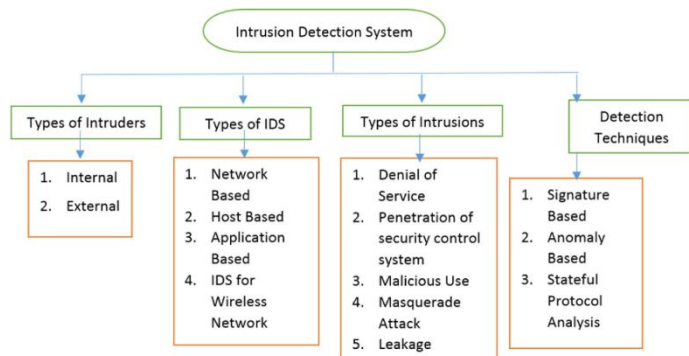 Intrusion Detection System
Types of Intruders
Types of IDS
Types of Intrusions
Detection
Techniques
1. Internal
2. External
1. Network
Based
2. Host Based
3. Application
Based
4. IDS for
Wireless
Network
1. Denial of
Service
2. Penetration of
security control
system
3. Malicious Use
4. Masquerade
Attack
5. Leakage
1. Signature
Based
2. Anomaly
Based
3. Stateful
Protocol
Analysis